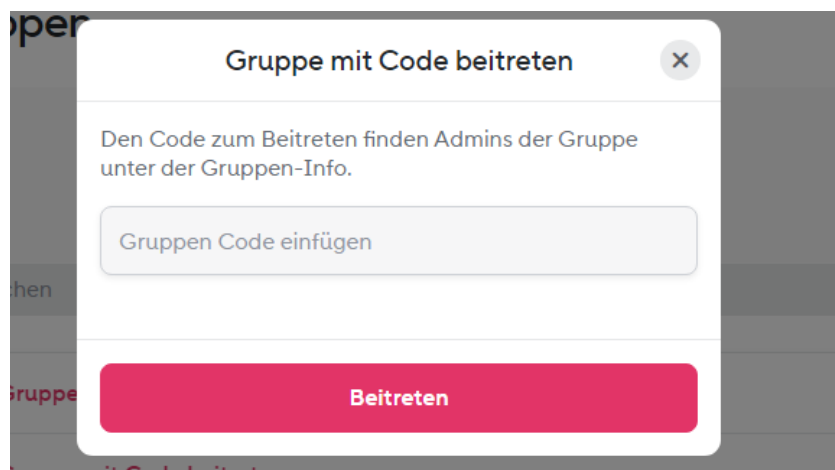 Gruppe mit Code beitreten
Den Code zum Beitreten finden Admins der Gruppe
unter der Gruppen-Info.
Gruppen Code einfügen
Gruppe
Beitreten